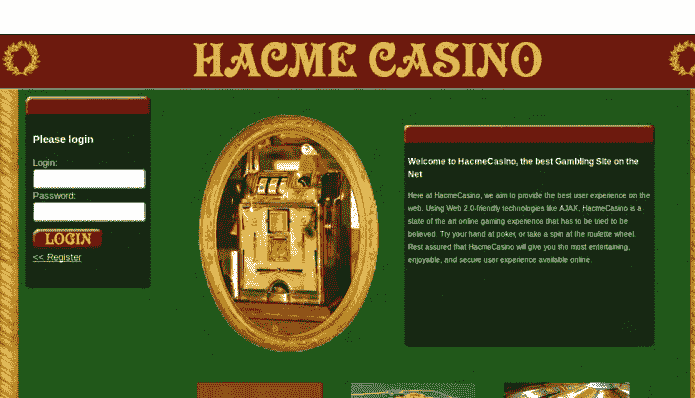 HACME CASINO
Please login
Login:
Password:
LOGIN
<< Register
Welcome to HacmeCasino, the best Gambling Site on the
Net
Here at HacmeCasino, we aim to provide the best user experience on the
web. Using Web 2.0-friendly technologies like AJAX, HacmeCasino is a
state of the art online gaming experience that has to be tried to be
believed. Try your hand at poker, or take a spin at the roulette wheel.
Rest assured that HacmeCasino will give you the most entertaining,
enjoyable, and secure user experience available online.